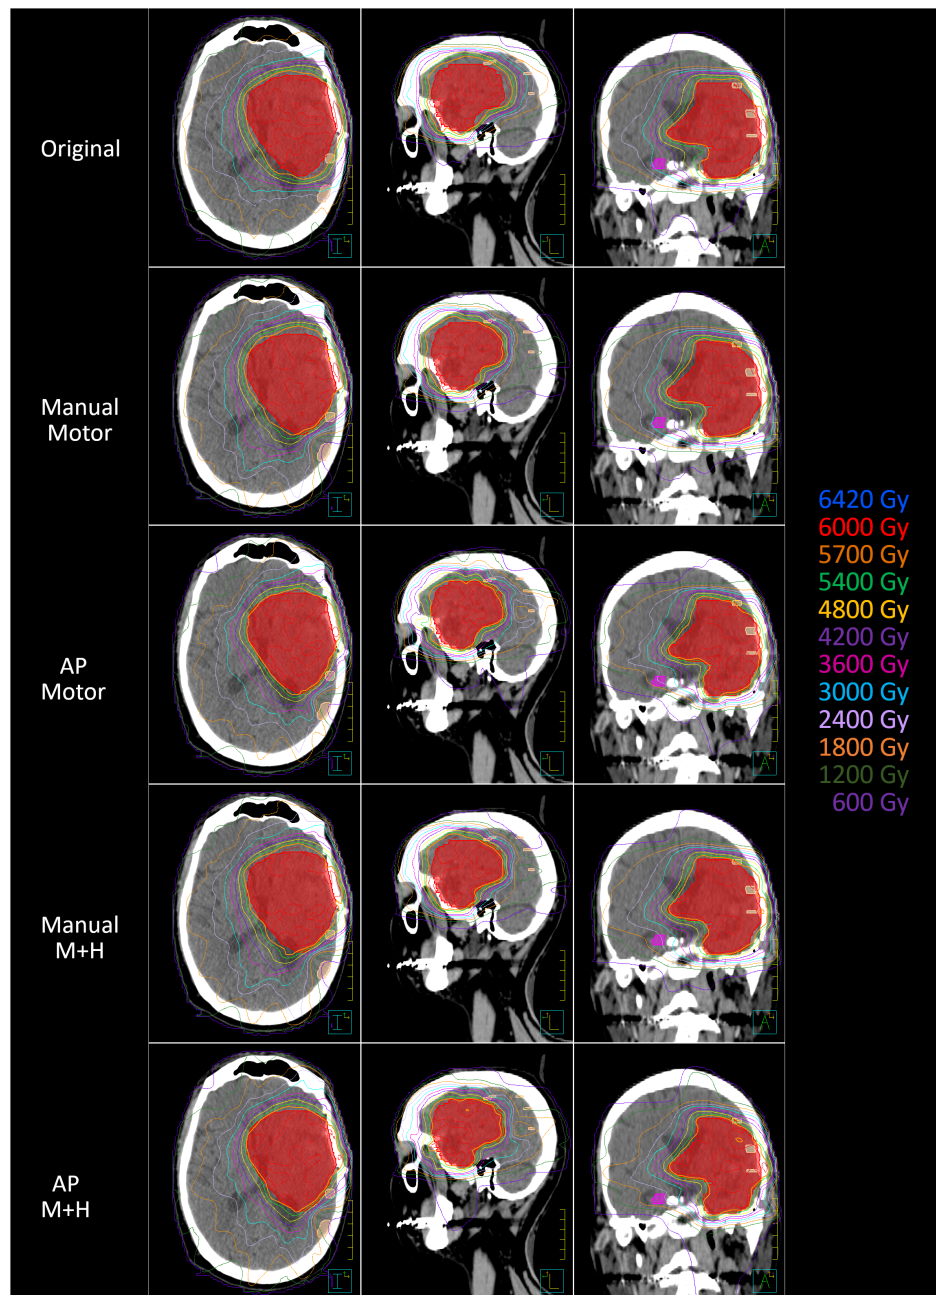 Original
Manual
Motor
AP
Motor
Manual
M+H
AP
M+H
6420 Gy
6000 Gy
5700 Gy
5400 Gy
4800 Gy
4200 Gy
3600 Gy
3000 Gy
2400 Gy
1800 Gy
1200 Gy
600 Gy
I
L
A
I
L
A
I
L
A
I
L
A
I
L
A